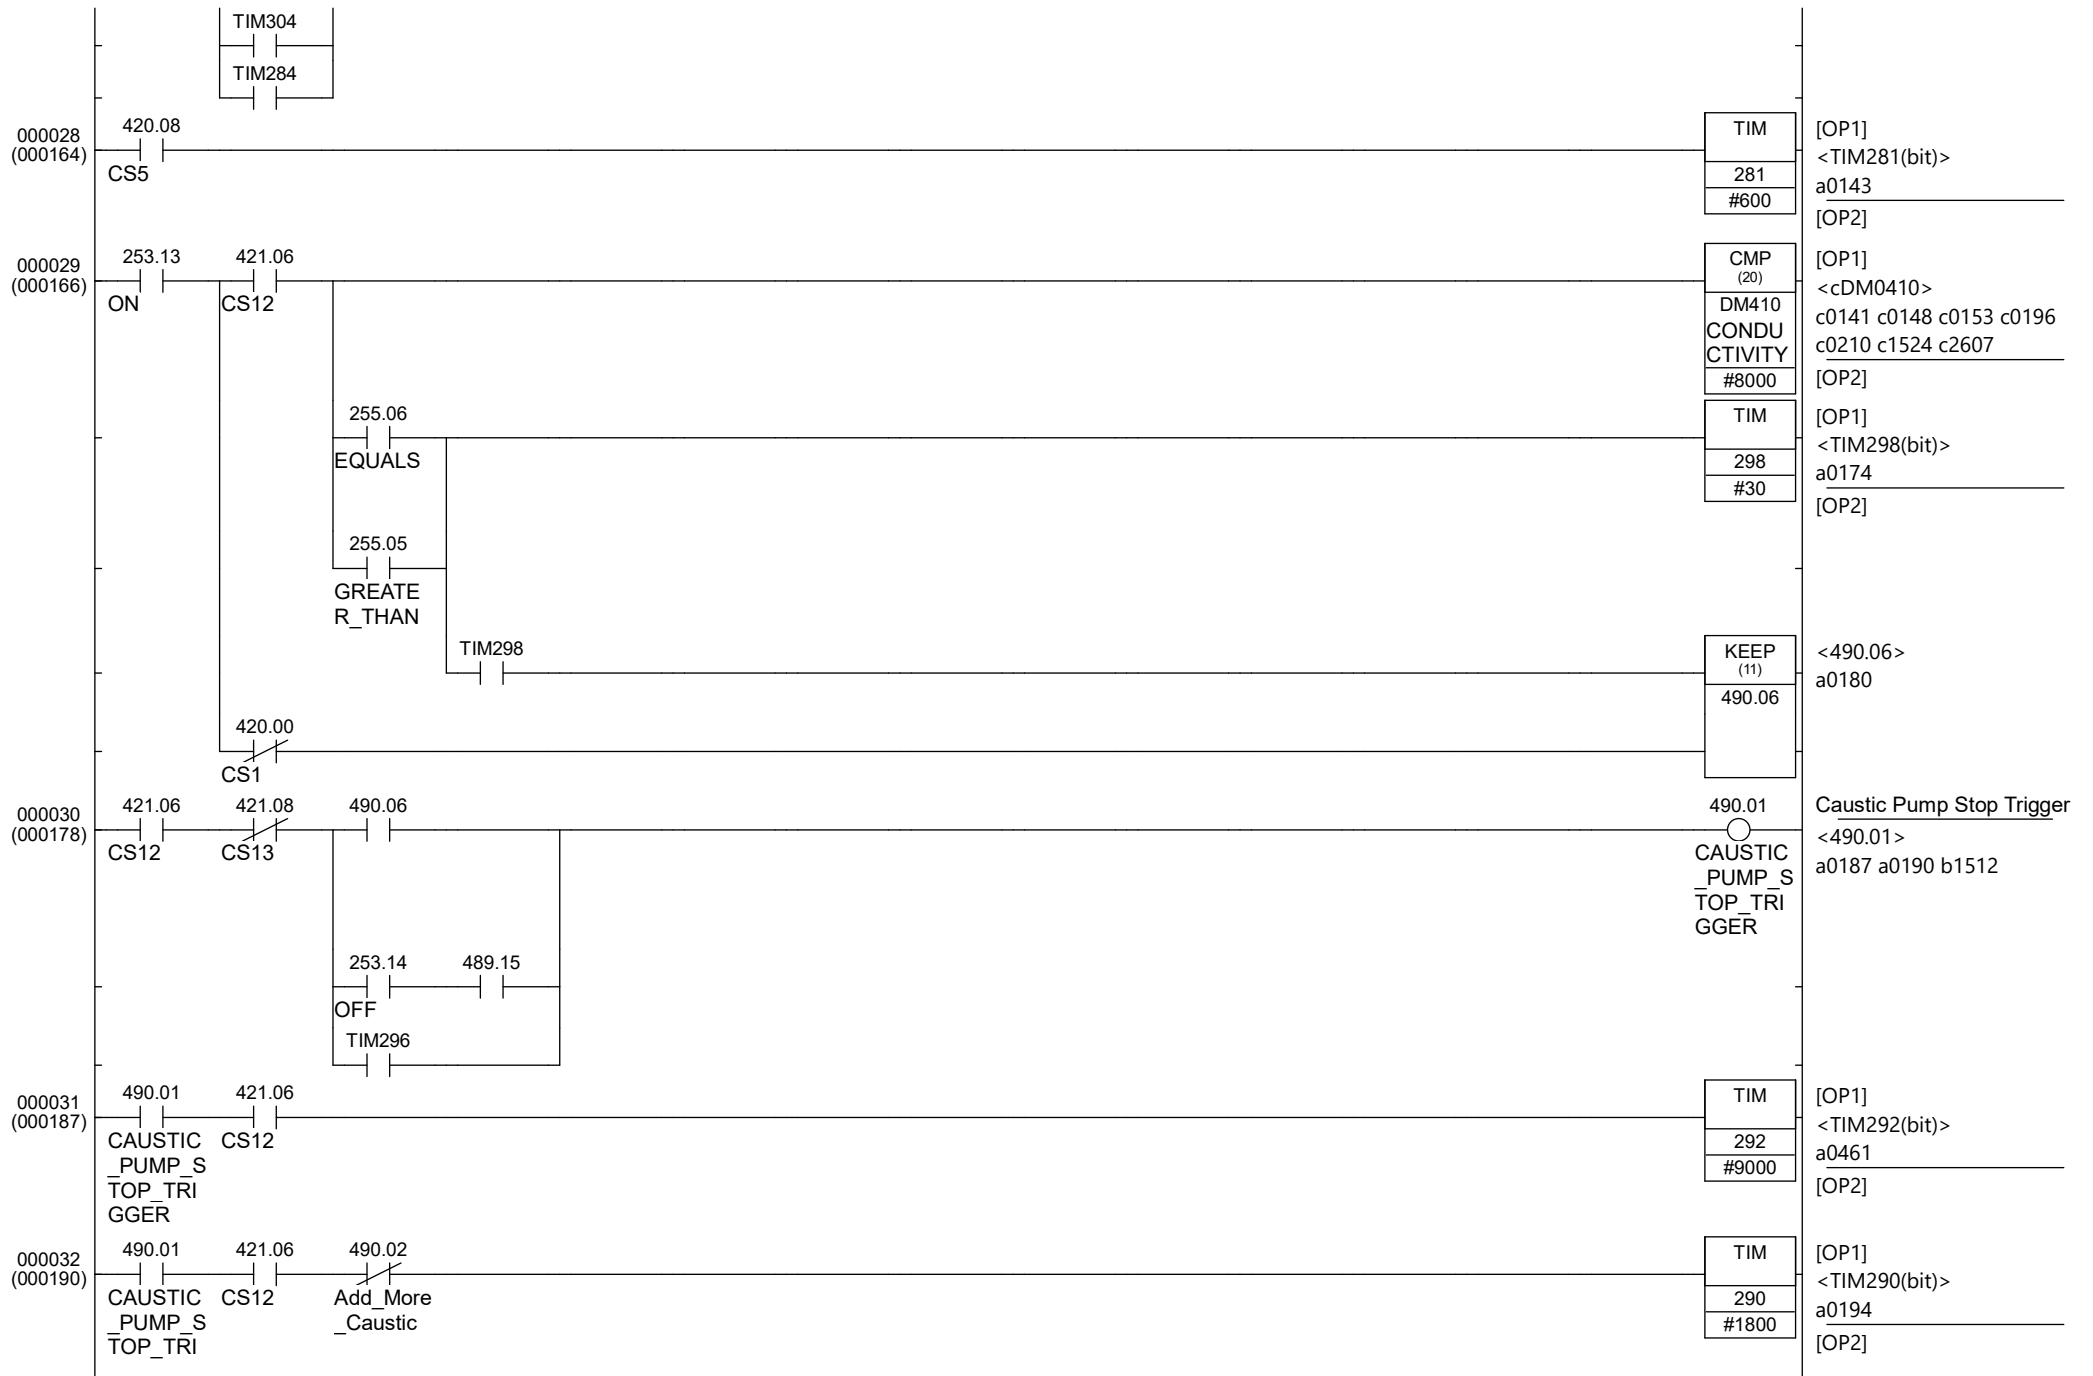 TIM304
TIM284
000028
(000164)
420.08
CS5
TIM
281
#600
[OP1]
<TIM281(bit)>
a0143
[OP2]
000029
(000166)
253.13
ON
421.06
CS12
CMP
(20)
DM410
CONDU
CTIVITY
#8000
[OP1]
<cDM0410>
c0141 c0148 c0153 c0196
c0210 c1524 c2607
[OP2]
255.06
EQUALS
TIM
298
#30
[OP1]
<TIM298(bit)>
a0174
[OP2]
255.05
GREATE
R_THAN
TIM298
KEEP
(11)
490.06
<490.06>
a0180
420.00
CS1
000030
(000178)
421.06
CS12
421.08
CS13
490.06
490.01
CAUSTIC
_PUMP_S
TOP_TRI
GGER
Caustic Pump Stop Trigger
<490.01>
a0187 a0190 b1512
253.14
OFF
489.15
TIM296
000031
(000187)
490.01
CAUSTIC
_PUMP_S
TOP_TRI
GGER
421.06
CS12
TIM
292
#9000
[OP1]
<TIM292(bit)>
a0461
[OP2]
000032
(000190)
490.01
CAUSTIC
_PUMP_S
TOP_TRI
421.06
CS12
490.02
Add_More
_Caustic
TIM
290
#1800
[OP1]
<TIM290(bit)>
a0194
[OP2]